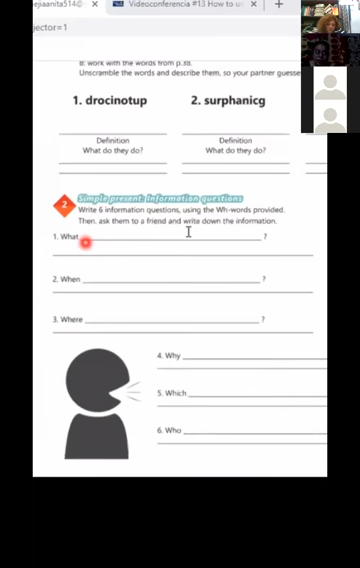 ejiaanita514@
Videoconferencia #13 How to us
jector=1
B: work with the words from p.38.
Unscramble the words and describe them, so your partner guesse
1. drocinotup 2. surphanicg
Definition Definition
What do they do? What do they do?
2 Simple present: Information questions
Write 6 information questions, using the Wh-words provided.
Then, ask them to a friend and write down the information.
1. What ?
2. When ?
3. Where ?
4. Why
5. Which
6. Who